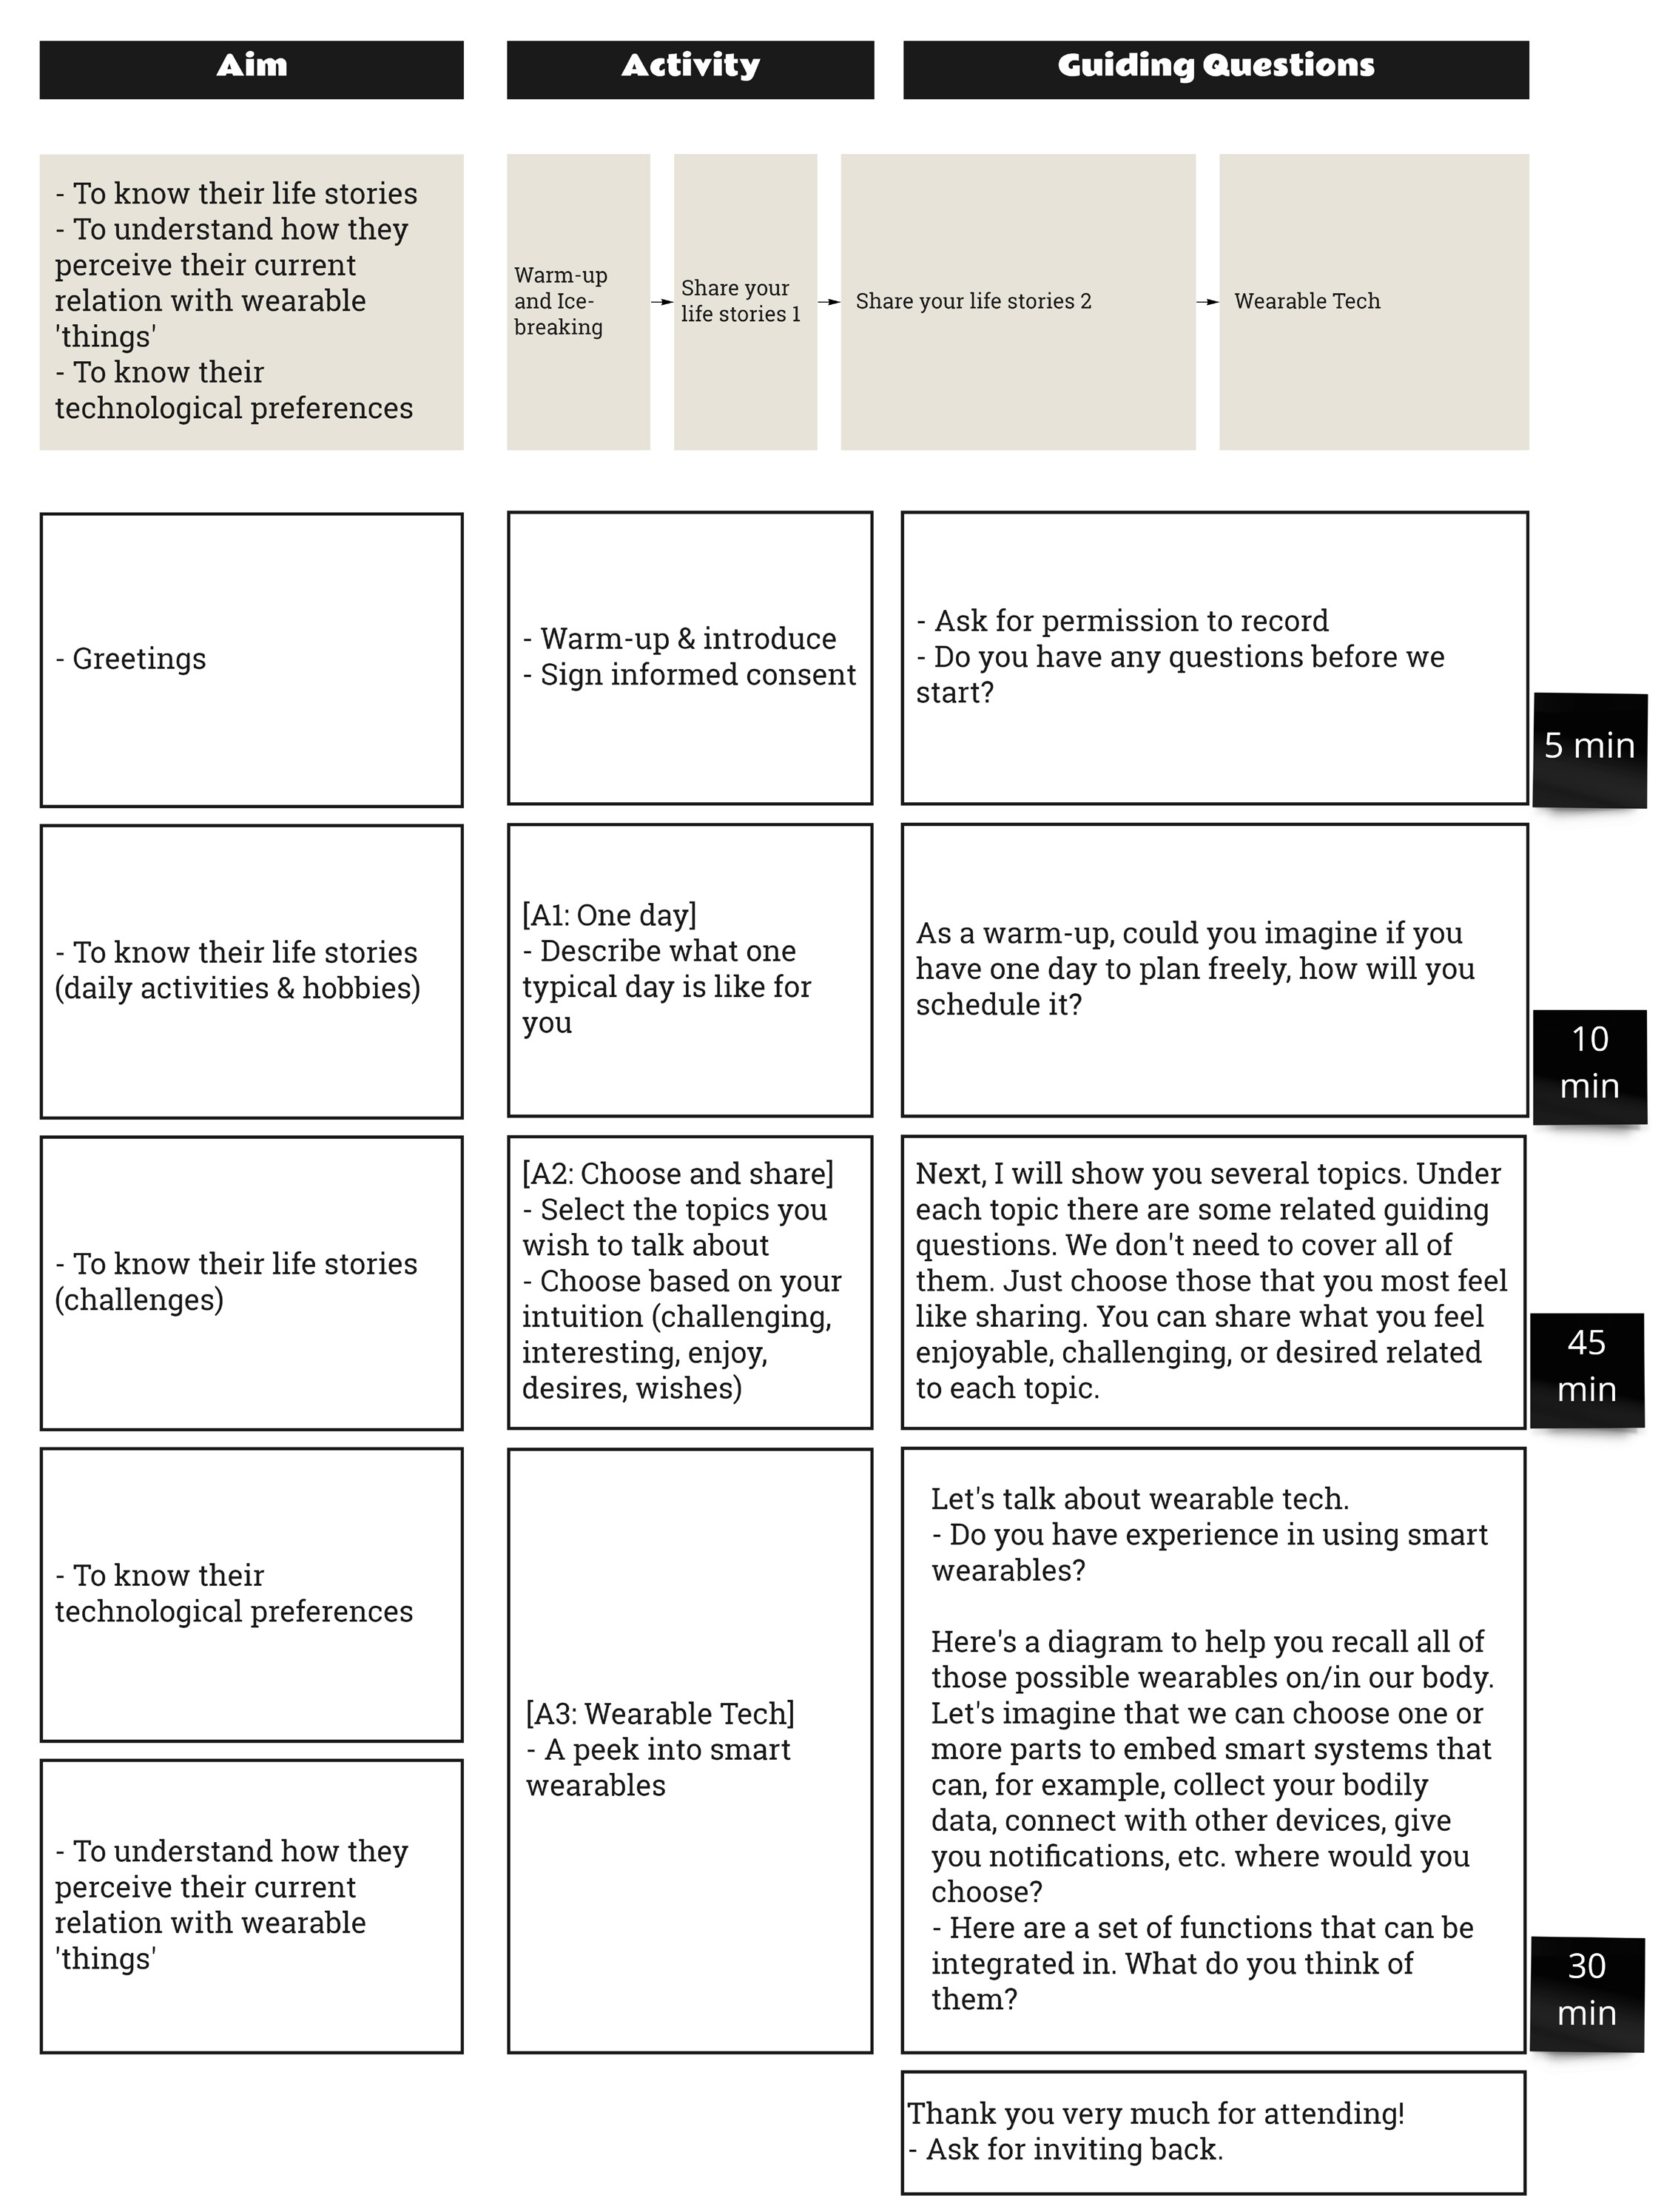 Aim
Activity
Guiding Questions
- To know their life stories
- To understand how they
perceive their current
relation with wearable
'things'
- To know their
technological preferences
Warm-up
and Ice-
breaking
Share your
life stories 1
Share your life stories 2
Wearable Tech
- Greetings
- Warm-up & introduce
- Sign informed consent
- Ask for permission to record
- Do you have any questions before we
start?
5 min
- To know their life stories
(daily activities & hobbies)
[A1: One day]
- Describe what one
typical day is like for
you
As a warm-up, could you imagine if you
have one day to plan freely, how will you
schedule it?
10
min
- To know their life stories
(challenges)
[A2: Choose and share]
- Select the topics you
wish to talk about
- Choose based on your
intuition (challenging,
interesting, enjoy,
desires, wishes)
Next, I will show you several topics. Under
each topic there are some related guiding
questions. We don't need to cover all of
them. Just choose those that you most feel
like sharing. You can share what you feel
enjoyable, challenging, or desired related
to each topic.
45
min
- To know their
technological preferences
- To understand how they
perceive their current
relation with wearable
'things'
[A3: Wearable Tech]
- A peek into smart
wearables
Let's talk about wearable tech.
- Do you have experience in using smart
wearables?
Here's a diagram to help you recall all of
those possible wearables on/in our body.
Let's imagine that we can choose one or
more parts to embed smart systems that
can, for example, collect your bodily
data, connect with other devices, give
you notifications, etc. where would you
choose?
- Here are a set of functions that can be
integrated in. What do you think of
them?
30
min
Thank you very much for attending!
- Ask for inviting back.